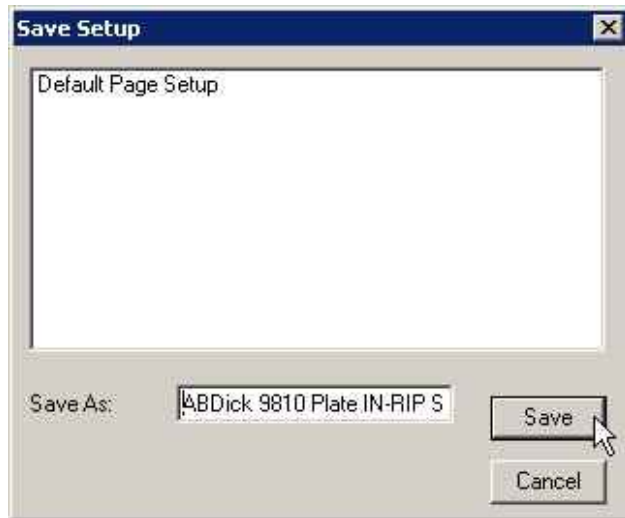 Save Setup
Default Page Setup
Save As:
ABDick 9810 Plate IN-RIP S
Save
Cancel